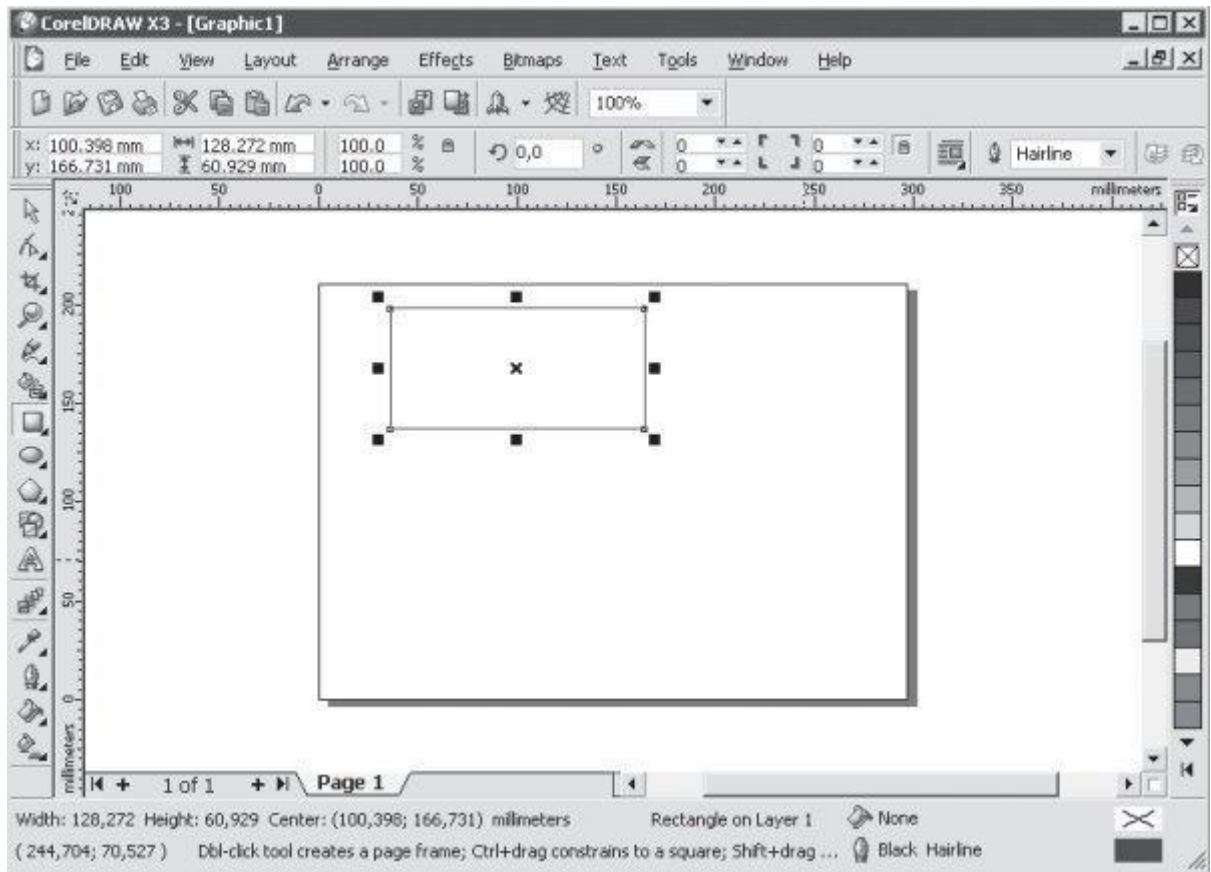 CorelDRAW X3 - [Graphic1]
File Edit View Layout Arrange Effects Bitmaps Text Tools Window Help
100%
x: 100.398 mm 128.272 mm 100.0 % 0,0 ° 0 0 Hairline
y: 166.731 mm 60.929 mm 100.0 % 0 0
100 50 0 50 100 150 200 250 300 350 millimeters
200
150
100
50
0
millimeters
1 of 1 Page 1
Width: 128,272 Height: 60,929 Center: (100,398; 166,731) millimeters Rectangle on Layer 1 None
( 244,704; 70,527 ) Dbl-click tool creates a page frame; Ctrl+drag constrains to a square; Shift+drag ... Black Hairline